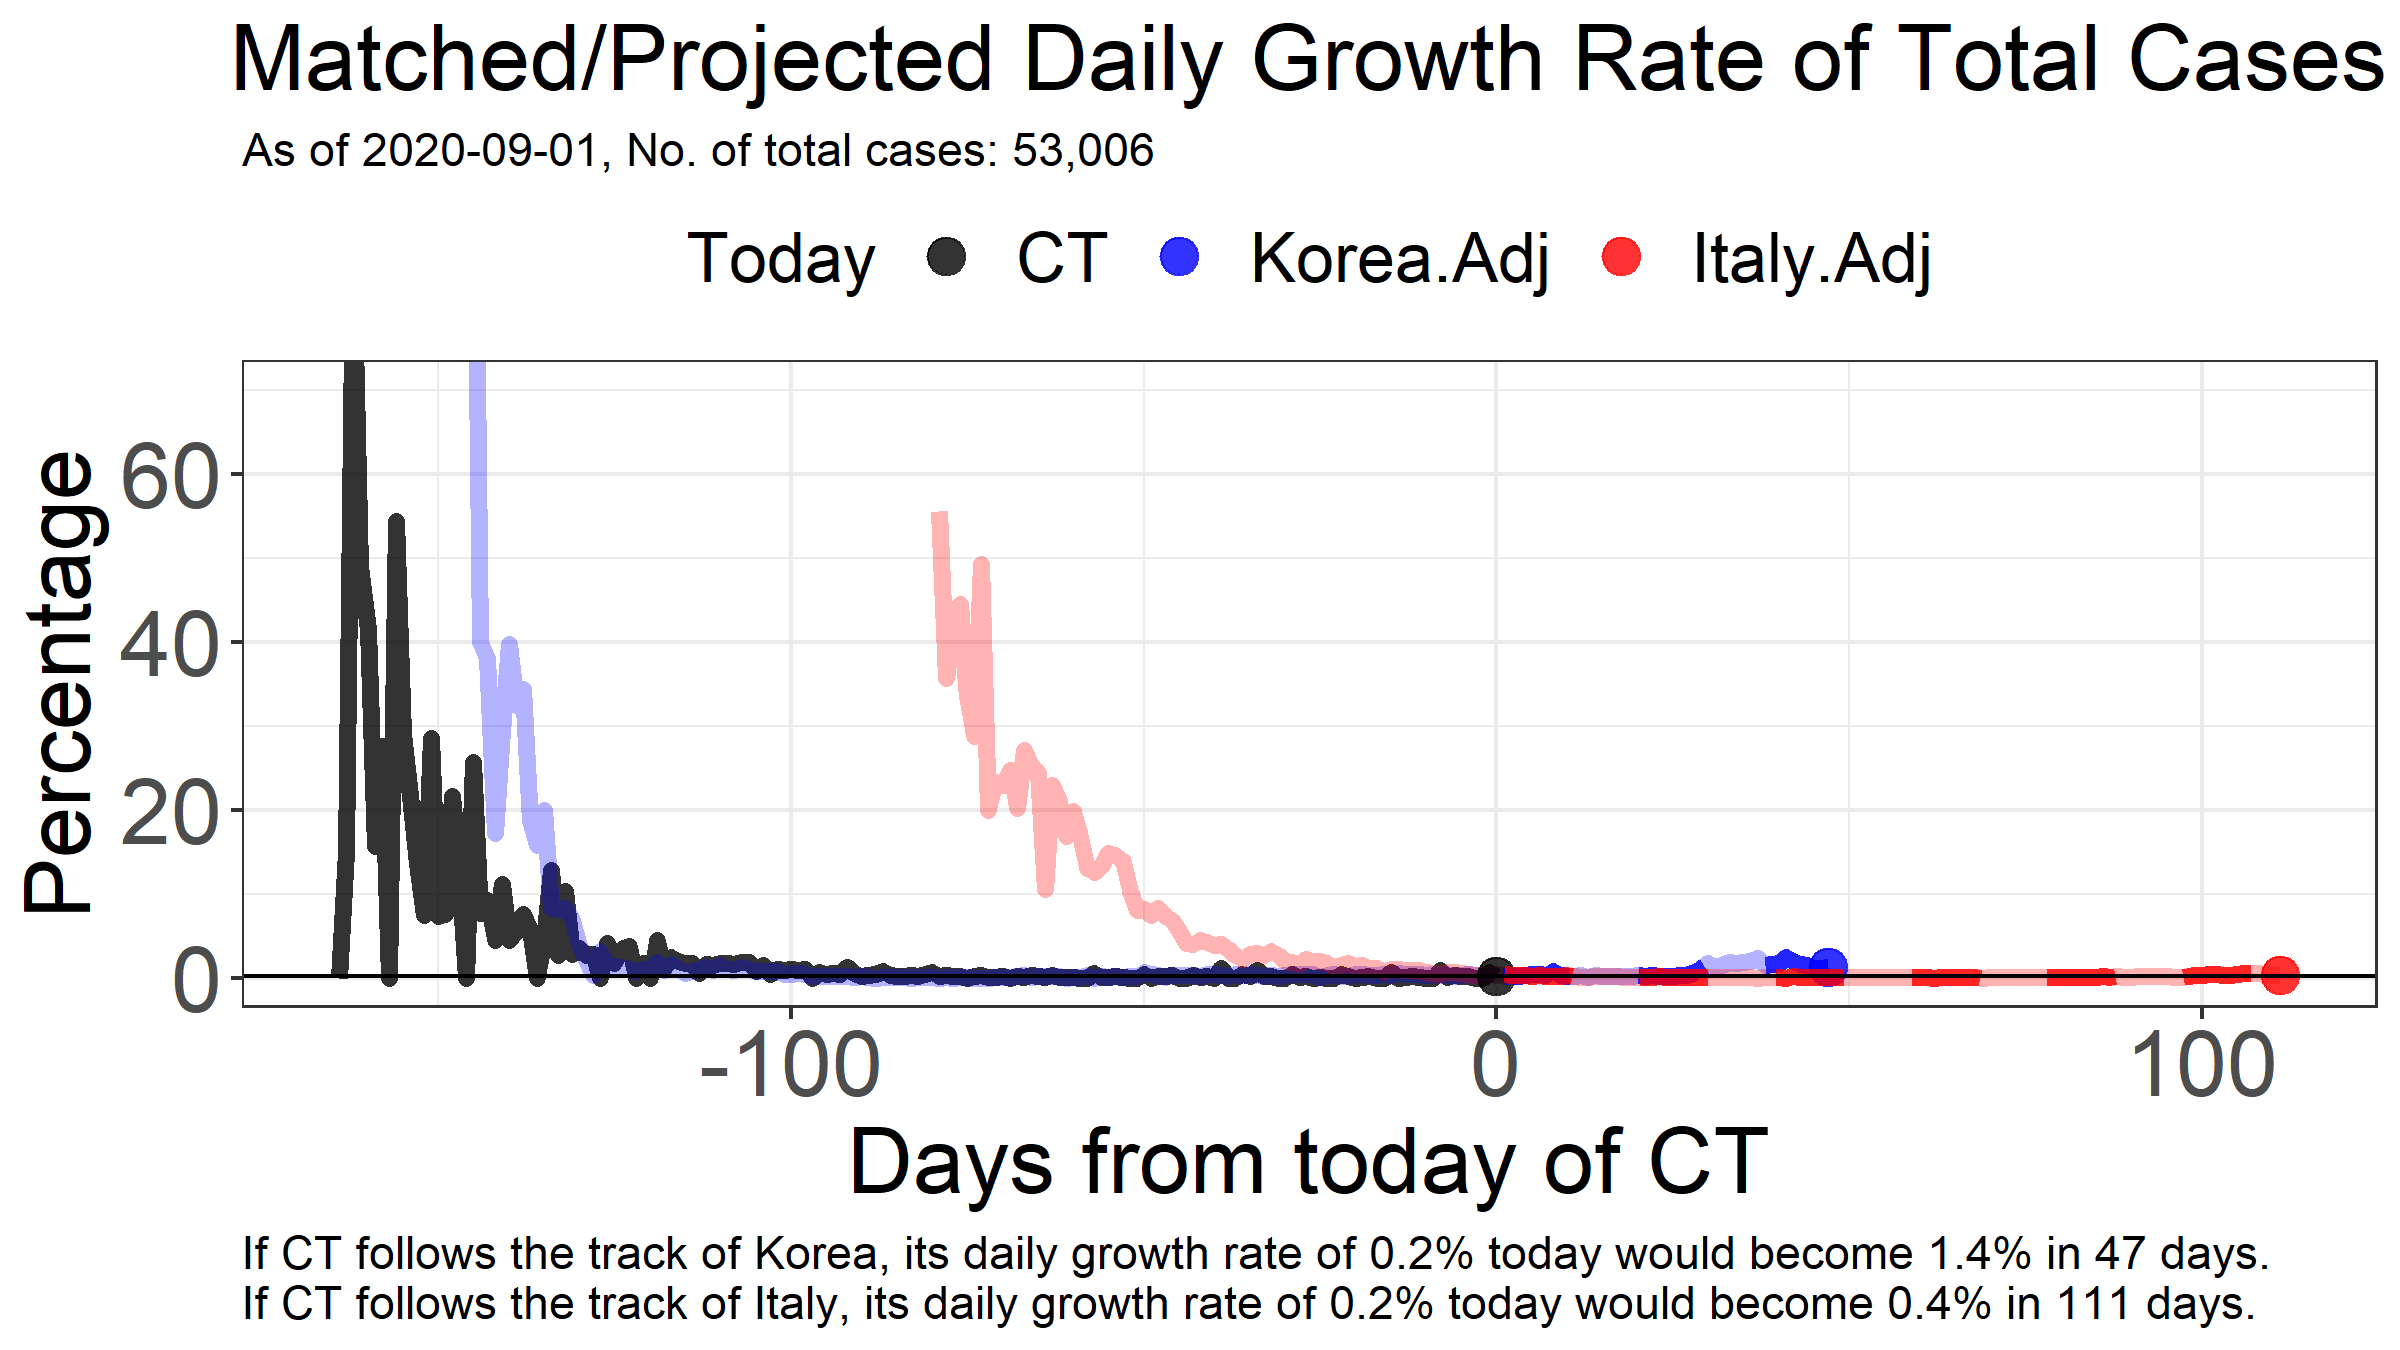 Matched/Projected Daily Growth Rate of Total Cases
As of 2020-09-01, No. of total cases: 53,006
Today CT Korea.Adj Italy.Adj
Percentage
60
40
20
0
-100 0 100
Days from today of CT
If CT follows the track of Korea, its daily growth rate of 0.2% today would become 1.4% in 47 days.
If CT follows the track of Italy, its daily growth rate of 0.2% today would become 0.4% in 111 days.